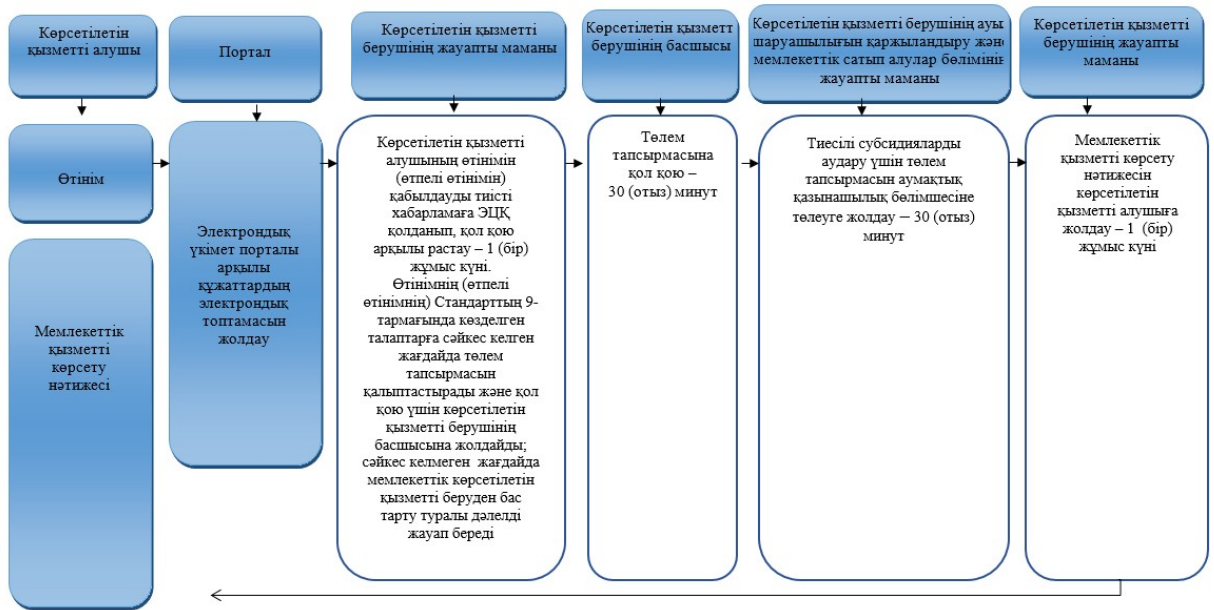 Көрсетілетін
қызметті алушы
Портал
Көрсетілетін қызметті
берушінің жауапты
маманы
Көрсетілетін қызметт
берушінің басшысы
Көрсетілетін қызметті берушінің ауы
шаруашылығын қаржыландыру және
мемлекеттік сатып алулар бөлімінің
жауапты маманы
Көрсетілетін қызметті
берушінің жауапты
маманы
Өтінім
Мемлекеттік
қызметті
көрсету
нәтижесі
Электрондық
үкімет порталы
арқылы
құжаттардың
электрондық
топтамасын
жолдау
Көрсетілетін қызметті
алушының өтінімін
(өтпелі өтінімін)
қабылдауды тиісті
хабарламаға ЭЦҚ
қолданып, қол қою
арқылы растау – 1 (бір)
жұмыс күні.
Өтінімнің (өтпелі
өтінімнің) Стандарттың 9-
тармағында көзделген
талаптарға сәйкес келген
жағдайда төлем
тапсырмасын
қалыптастырады және қол
қою үшін көрсетілетін
қызметті берушінің
басшысына жолдайды;
сәйкес келмеген жағдайда
мемлекеттік көрсетілетін
қызметті беруден бас
тарту туралы дәлелді
жауап береді
Төлем
тапсырмасына
қол қою –
30 (отыз) минут
Тиесілі субсидияларды
аудару үшін төлем
тапсырмасын аумақтық
қазынашылық бөлімшесіне
төлеуге жолдау – 30 (отыз)
минут
Мемлекеттік
қызметті көрсету
нәтижесін
көрсетілетін
қызметті алушыға
жолдау – 1 (бір)
жұмыс күні